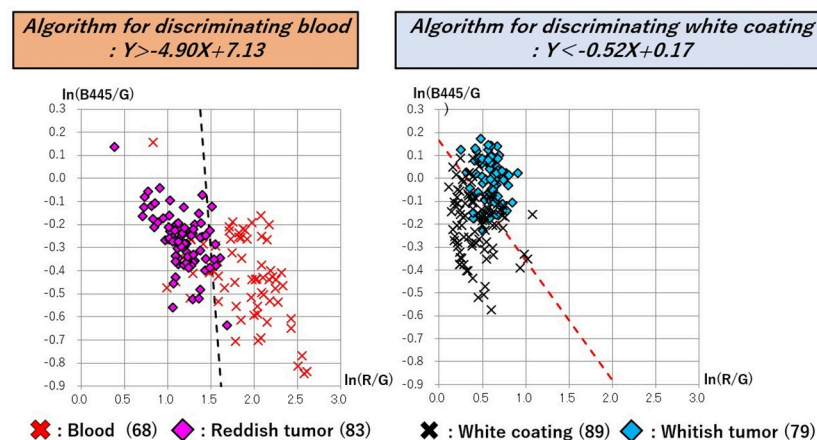 Algorithm for discriminating blood
: Y>-4.90X+7.13
ln(B445/G)
0.3
0.2
0.1
0.0
-0.1
-0.2
-0.3
-0.4
-0.5
-0.6
-0.7
-0.8
-0.9
0.0 0.5 1.0 1.5 2.0 2.5 3.0
ln(R/G)
: Blood (68) : Reddish tumor (83)
Algorithm for discriminating white coating
: Y<-0.52X+0.17
ln(B445/G
)
0.3
0.2
0.1
0.0
-0.1
-0.2
-0.3
-0.4
-0.5
-0.6
-0.7
-0.8
-0.9
0.0 0.5 1.0 1.5 2.0 2.5 3.0
ln(R/G)
: White coating (89) : Whitish tumor (79)